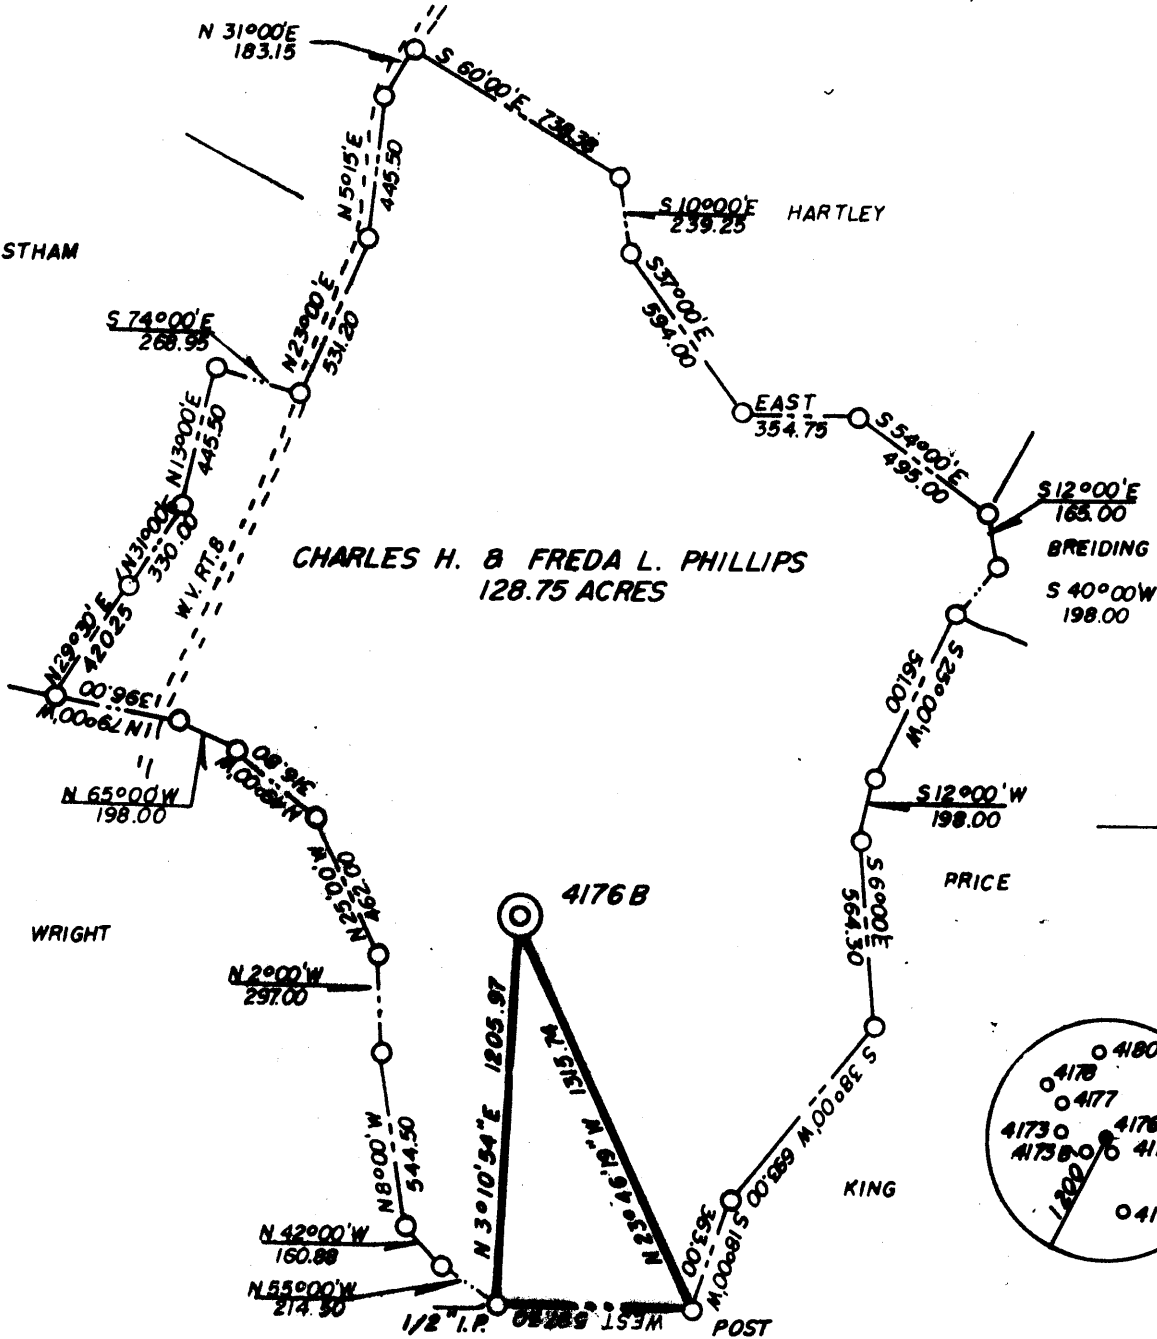 N 31°00'E
183.15
S 60°00'E 738.38
N 5°15'E
445.50
S 10°00'E
239.25
HARTLEY
STHAM
S 37°00'E
594.00
S 74°00'E
268.95
N 23°00'E
531.20
N 13°00'E
445.50
EAST
354.75
S 54°00'E
495.00
S 12°00'E
165.00
BREIDING
S 40°00'W
198.00
N 31°00'E
330.00
W.V. RT. 8
CHARLES H. & FREDA L. PHILLIPS
128.75 ACRES
N 29°30' E
420.25
1396.00
N 79°00'W
S 25°00'W
561.00
N 65°00'W
198.00
316.80
N 49°00'W
S 12°00'W
198.00
N 25°00'W
462.00
4176 B
S 6°00'E
564.30
PRICE
WRIGHT
N 2°00'W
297.00
N 3°10'54"E 1205.97
N 23°46'19"W 1315.74
S 38°00'W 693.00
4180
4178
4177
4173
4176
4173 B
41
1200
41
N 8°00'W
544.50
KING
N 42°00'W
160.88
N 55°00'W
214.50
S 18°00'W
363.00
1/2" I.P.
WEST
POST